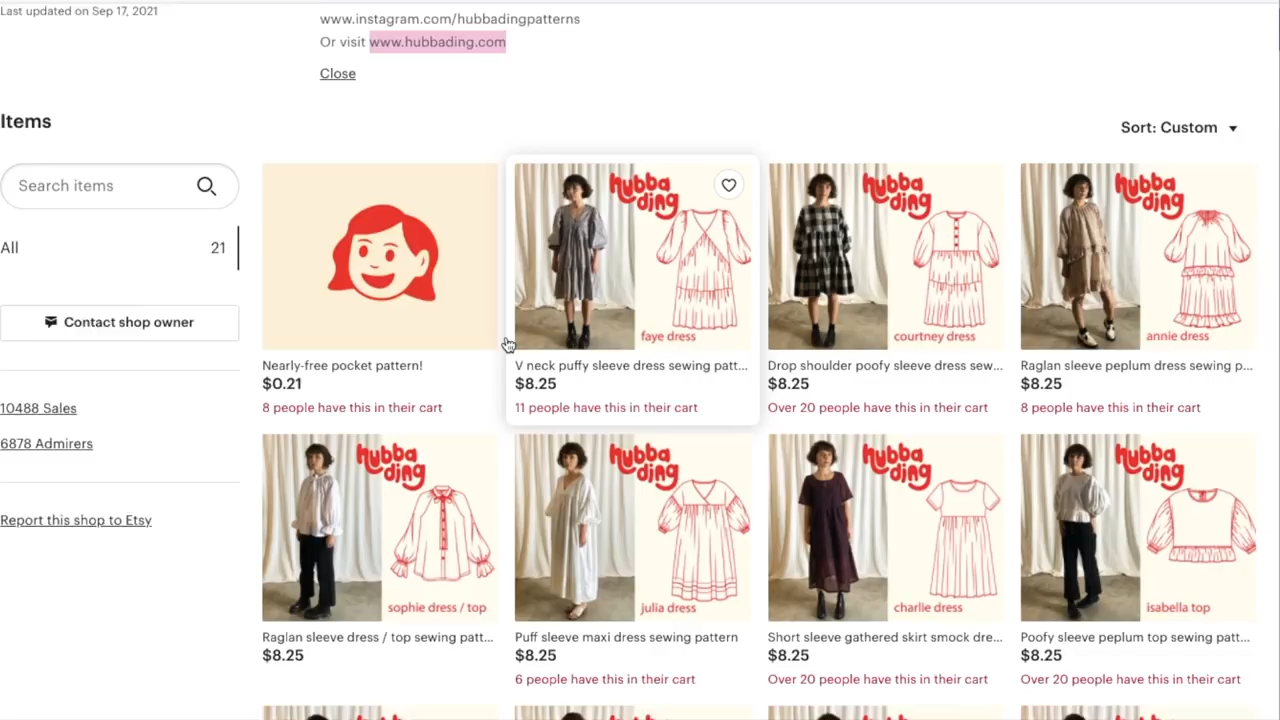 Last updated on Sep 17, 2021
www.instagram.com/hubbadingpatterns
Or visit www.hubbading.com
Close
Items
Sort: Custom
Search items
All 21
Contact shop owner
10488 Sales
6878 Admirers
Report this shop to Etsy
Nearly-free pocket pattern!
$0.21
8 people have this in their cart
hubba
ding
faye dress
V neck puffy sleeve dress sewing patt...
$8.25
11 people have this in their cart
hubba
ding
courtney dress
Drop shoulder poofy sleeve dress sew...
$8.25
Over 20 people have this in their cart
hubba
ding
annie dress
Raglan sleeve peplum dress sewing p...
$8.25
8 people have this in their cart
hubba
ding
sophie dress / top
Raglan sleeve dress / top sewing patt...
$8.25
hubba
ding
julia dress
Puff sleeve maxi dress sewing pattern
$8.25
6 people have this in their cart
hubba
ding
charlie dress
Short sleeve gathered skirt smock dre...
$8.25
Over 20 people have this in their cart
hubba
ding
isabella top
Poofy sleeve peplum top sewing patt...
$8.25
Over 20 people have this in their cart